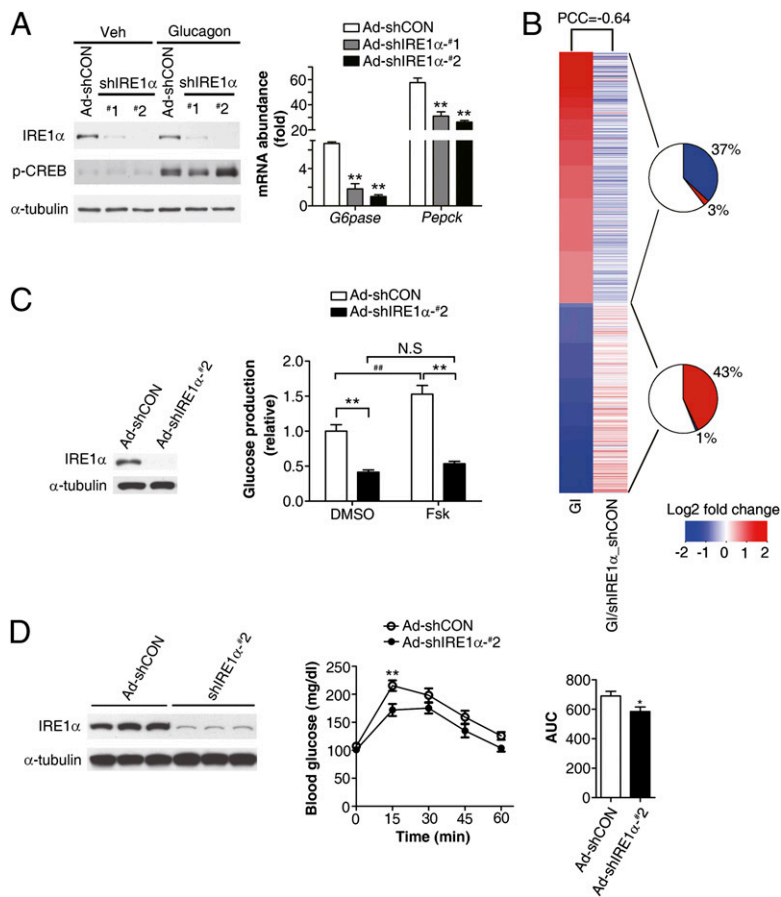 A
Veh
Glucagon
Ad-shCON
shIRE1α
#1
#2
Ad-shCON
shIRE1α
#1
#2
IRE1α
p-CREB
α-tubulin
Ad-shCON
Ad-shIRE1α-#1
Ad-shIRE1α-#2
mRNA abundance
(fold)
60
40
20
6
4
2
0
**
**
**
**
G6pase
Pepck
B
PCC=-0.64
37%
3%
43%
1%
GI
GI/shIRE1α_shCON
Log2 fold change
-2 -1 0 1 2
C
Ad-shCON
Ad-shIRE1α-#2
IRE1α
α-tubulin
Ad-shCON
Ad-shIRE1α-#2
Glucose production
(relative)
2.0
1.5
1.0
0.5
0.0
N.S
##
**
**
DMSO
Fsk
D
Ad-shCON
shIRE1α-#2
IRE1α
α-tubulin
Ad-shCON
Ad-shIRE1α-#2
Blood glucose (mg/dl)
250
200
150
100
50
0
**
0 15 30 45 60
Time (min)
AUC
800
600
400
200
0
*
Ad-shCON
Ad-shIRE1α-#2